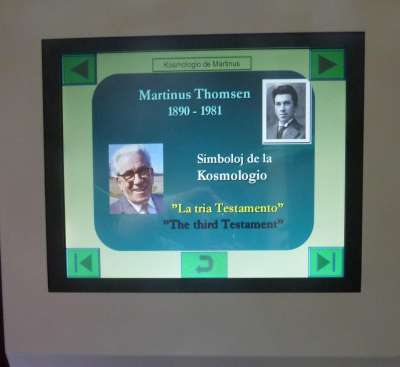 Kosmologio de Martinus
Martinus Thomsen
1890 - 1981
Simboloj de la
Kosmologio
"La tria Testamento"
"The third Testament"